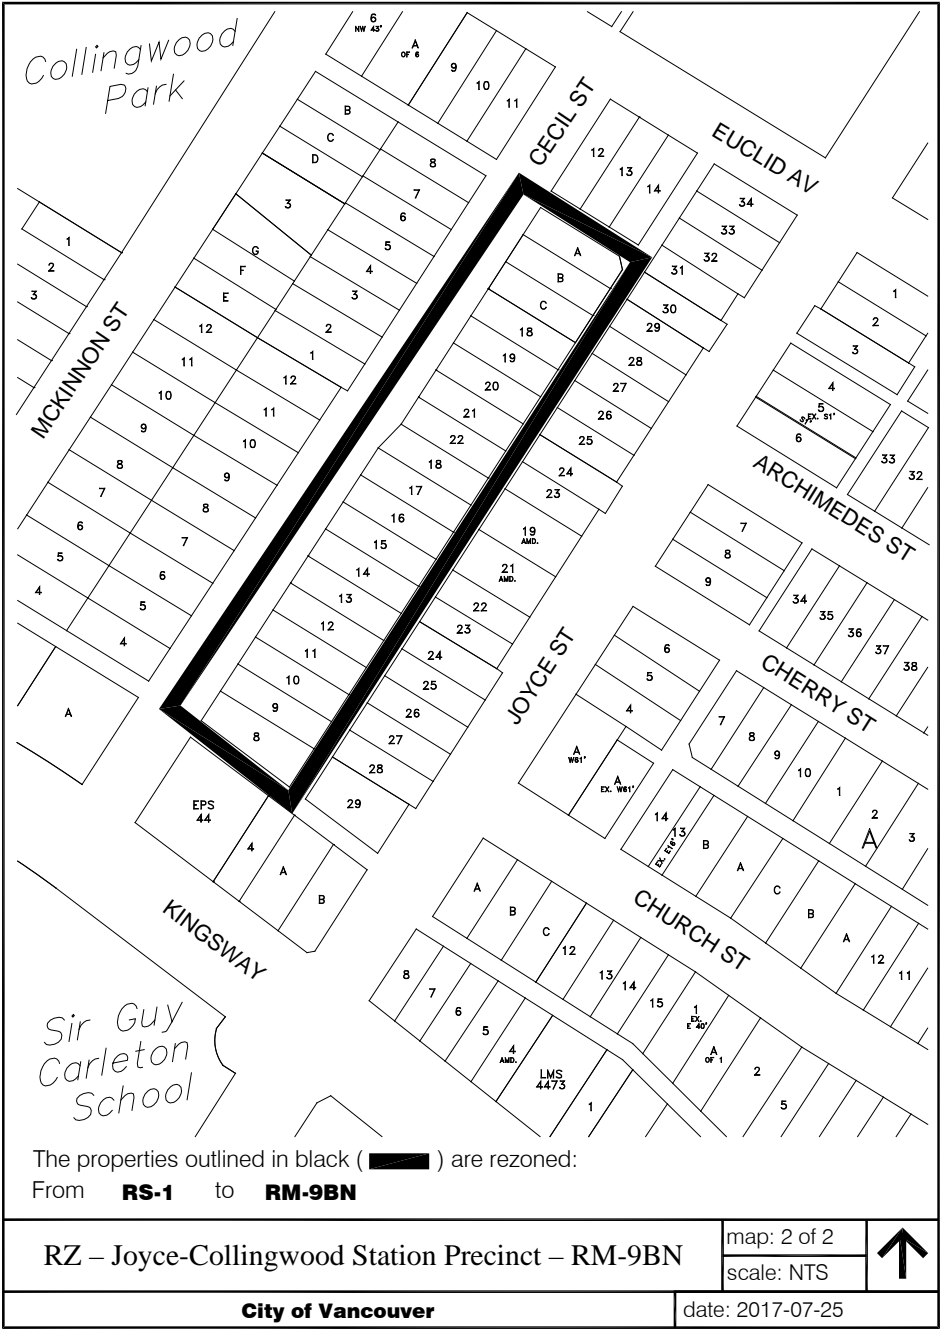 Collingwood
Park
6
NW 43'
A
OF 6
9
10
11
CECIL ST
EUCLID AV
B
C
D
3
G
F
E
12
11
10
9
8
7
6
5
4
8
7
6
5
4
3
2
1
12
11
10
9
8
7
6
5
4
1
2
3
MCKINNON ST
12
13
14
34
33
32
31
30
29
28
27
26
25
24
23
19
AMD.
21
AMD.
22
23
24
25
26
27
28
29
A
B
C
18
19
20
21
22
18
17
16
15
14
13
12
11
10
9
8
1
2
3
4
5
EX. S1'
S1'
6
33
32
ARCHIMEDES ST
7
8
9
34
35
36
37
38
CHERRY ST
JOYCE ST
6
5
4
A
W61'
A
EX. W61'
7
8
9
10
1
2
A
3
14
13
EX. E16'
B
A
C
B
A
12
11
CHURCH ST
A
EPS
44
4
A
B
KINGSWAY
A
B
C
12
13
14
15
1
EX.
E 40'
A
OF 1
2
5
8
7
6
5
4
AMD.
LMS
4473
1
Sir Guy
Carleton
School
The properties outlined in black ( ) are rezoned:
From RS-1 to RM-9BN
RZ – Joyce-Collingwood Station Precinct – RM-9BN
map: 2 of 2
scale: NTS
City of Vancouver
date: 2017-07-25